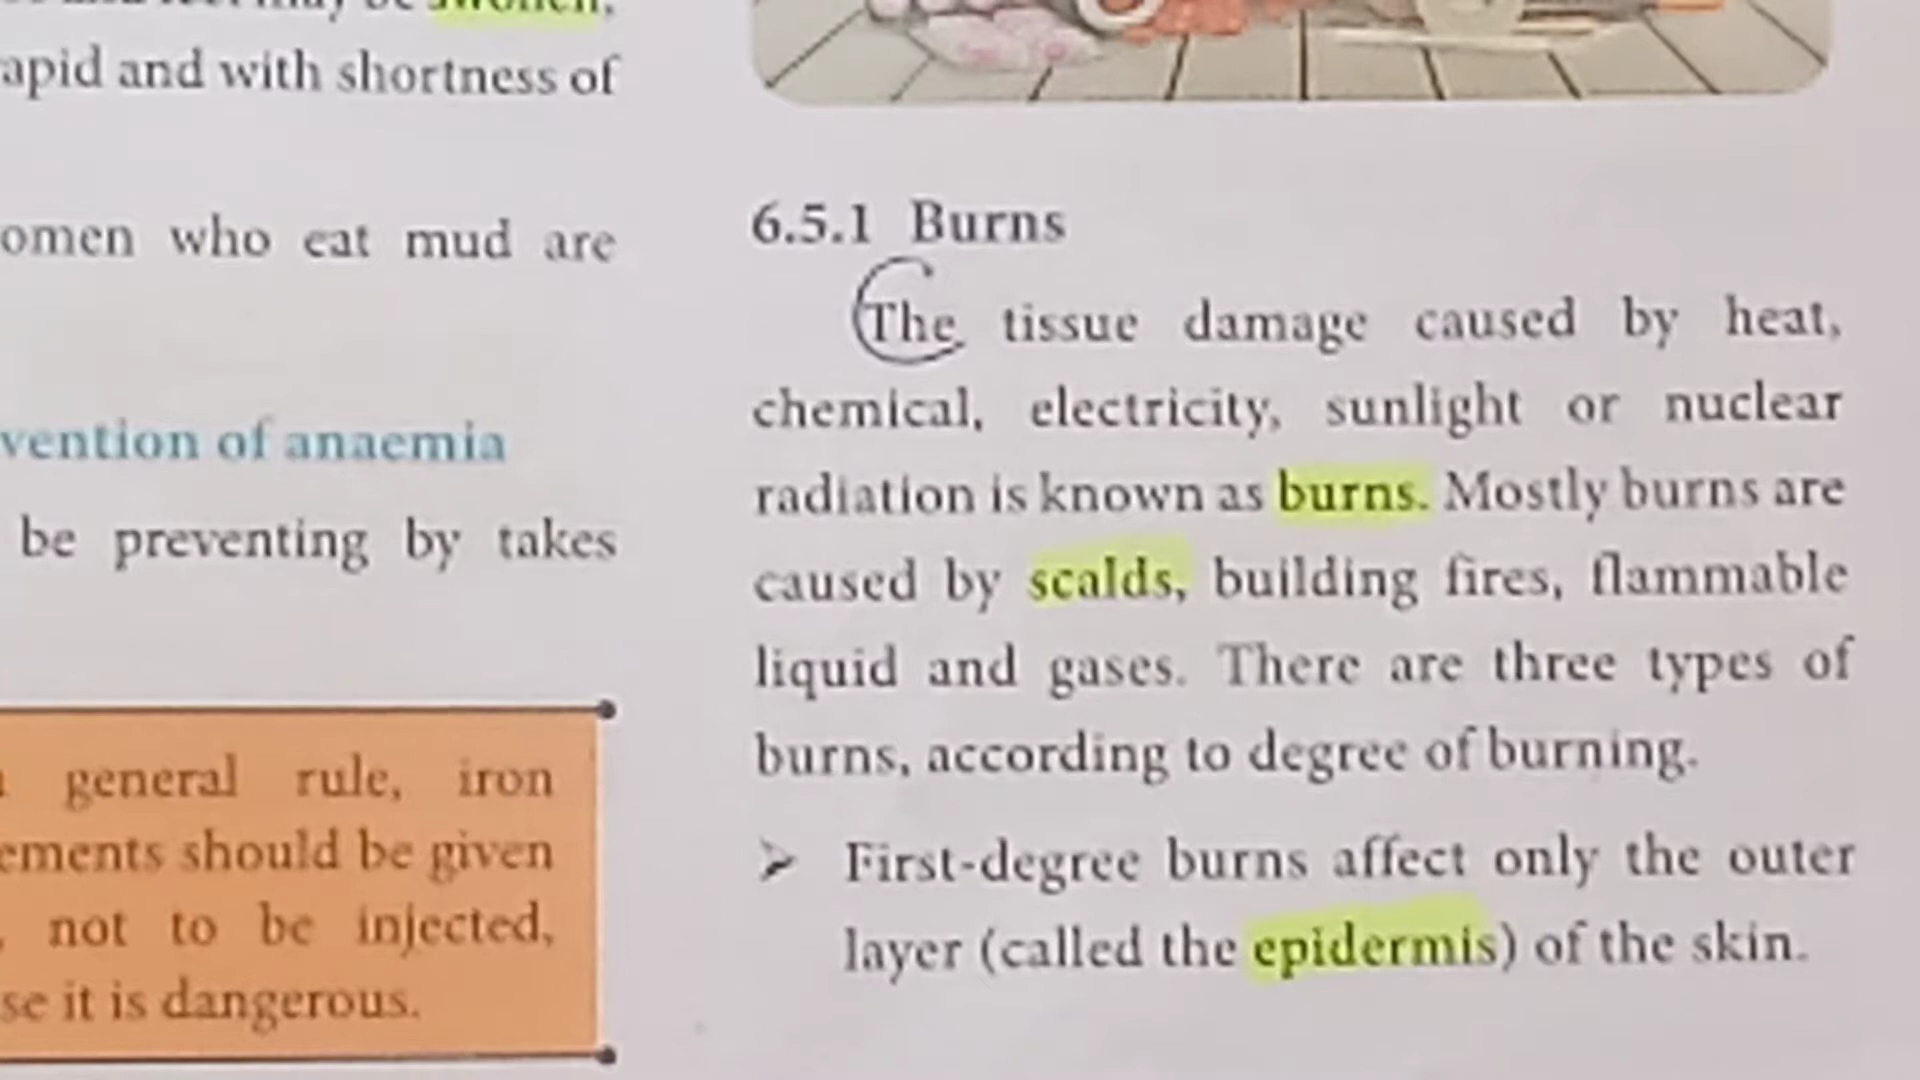 swollen,
apid and with shortness of
omen who eat mud are
vention of anaemia
be preventing by takes
general rule, iron
ements should be given
, not to be injected,
se it is dangerous.
6.5.1 Burns
The tissue damage caused by heat,
chemical, electricity, sunlight or nuclear
radiation is known as burns. Mostly burns are
caused by scalds, building fires, flammable
liquid and gases. There are three types of
burns, according to degree of burning.
➢ First-degree burns affect only the outer
layer (called the epidermis) of the skin.